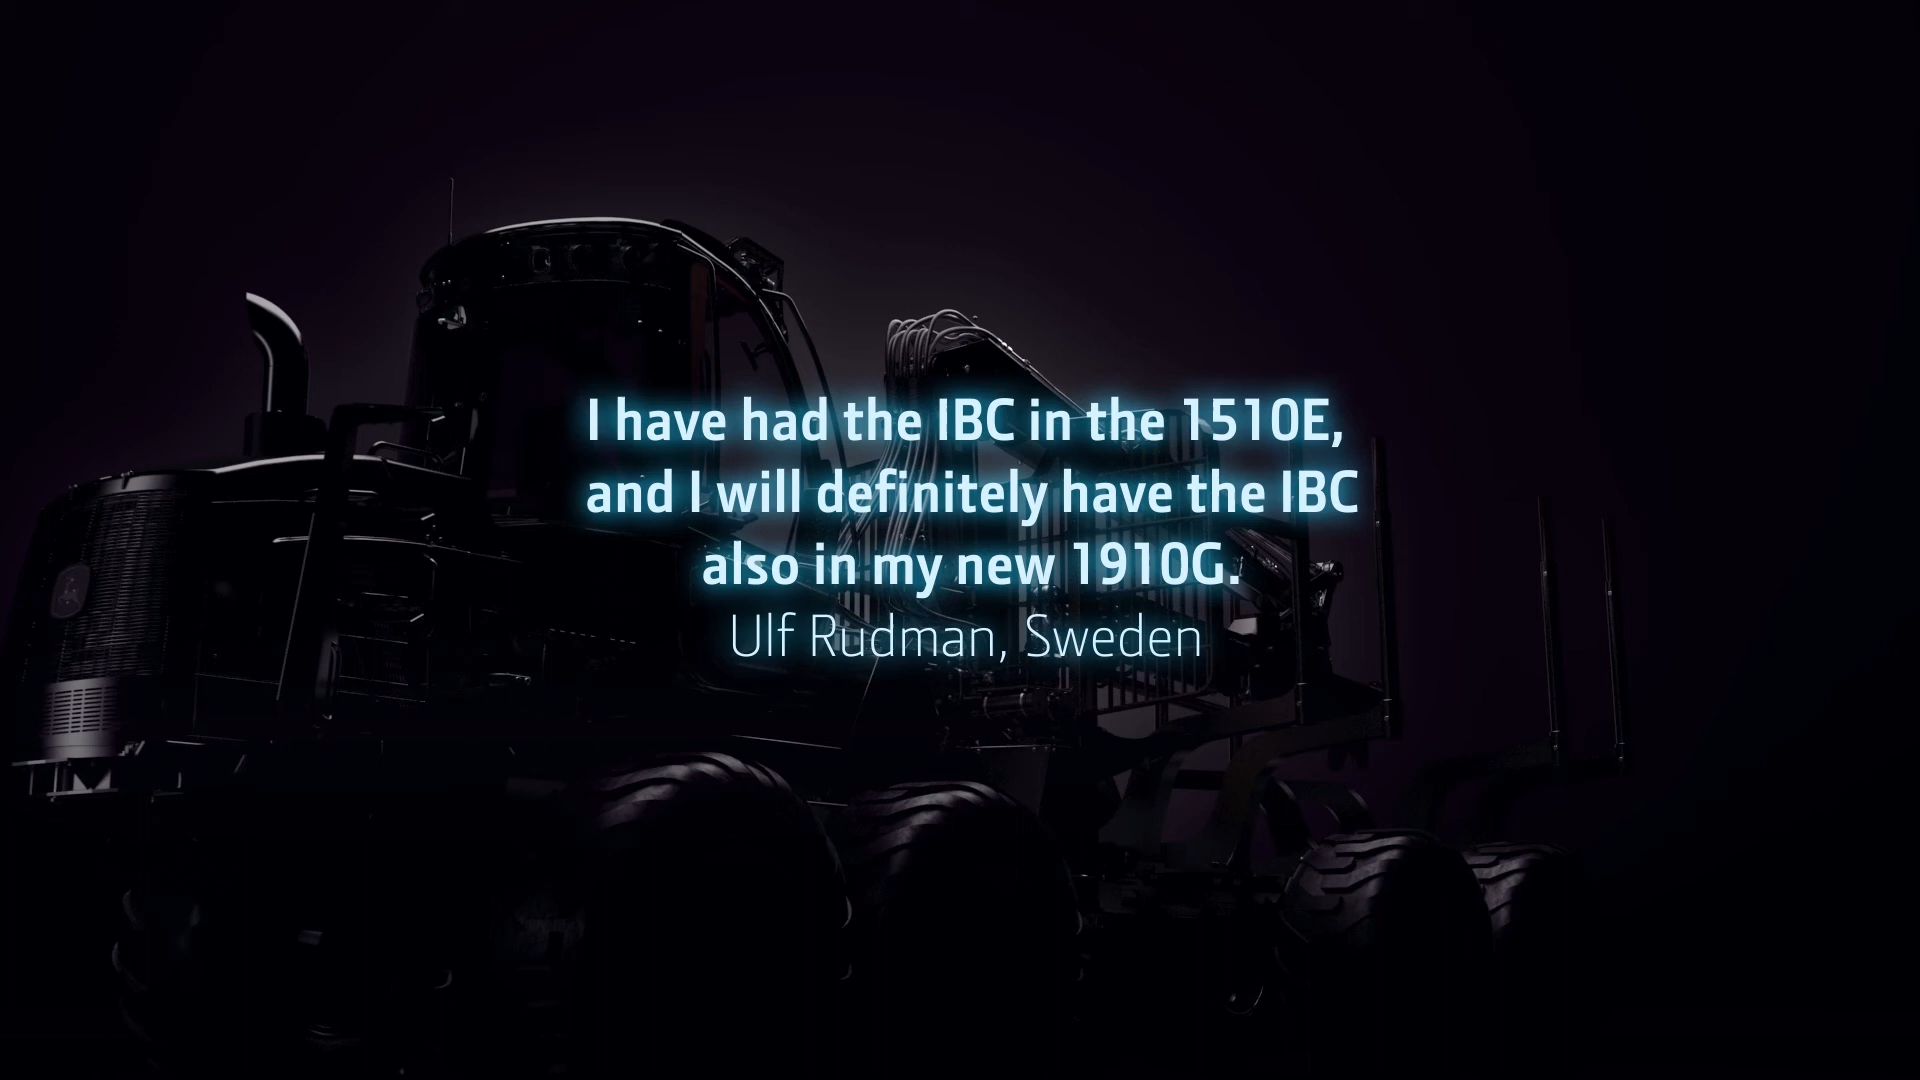 I have had the IBC in the 1510E,
and I will definitely have the IBC
also in my new 1910G.
Ulf Rudman, Sweden